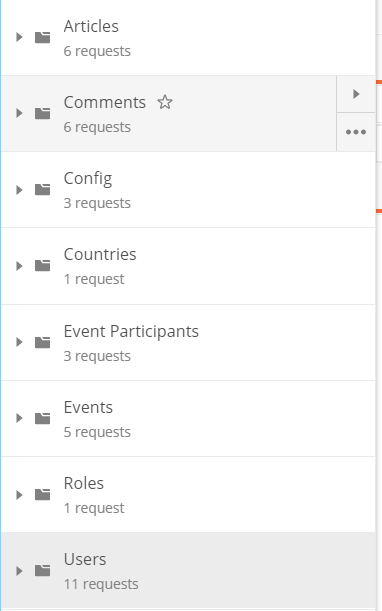 Articles
6 requests
Comments
6 requests
Config
3 requests
Countries
1 request
Event Participants
3 requests
Events
5 requests
Roles
1 request
Users
11 requests